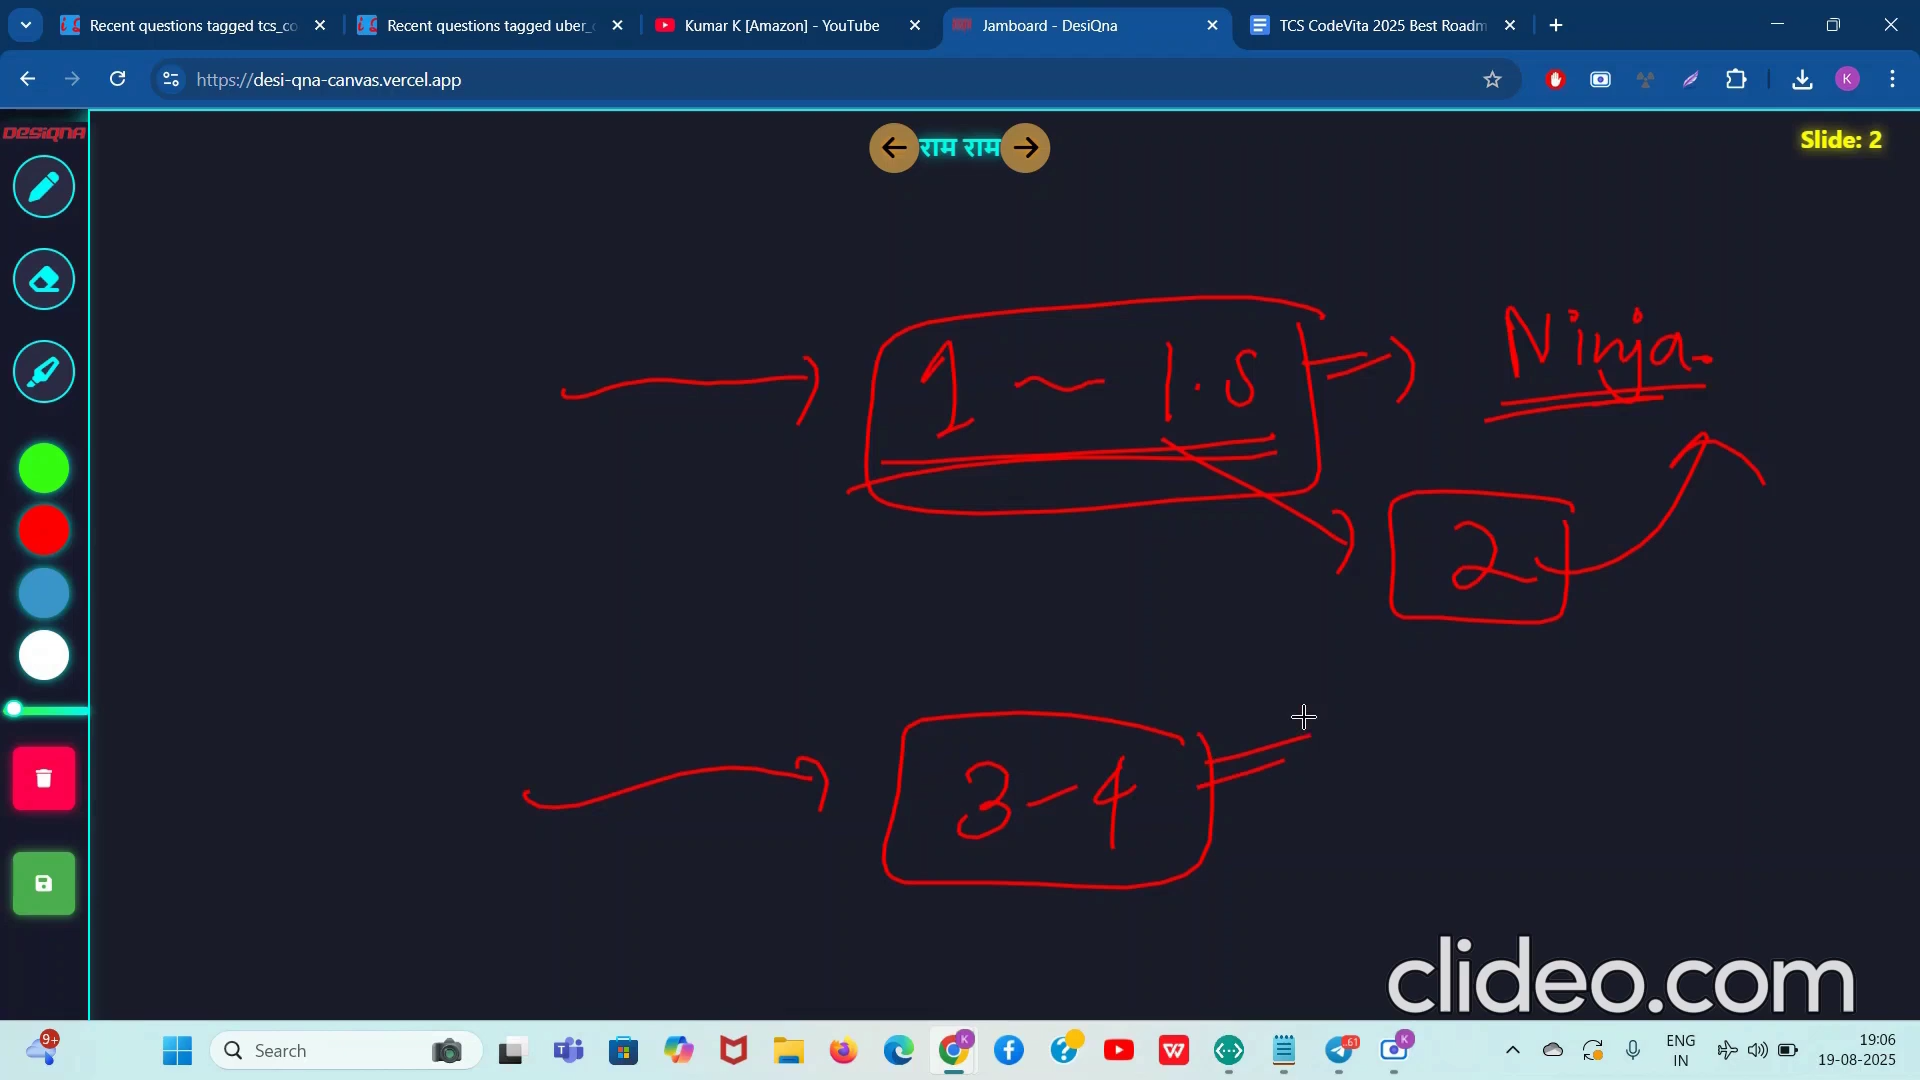 Recent questions tagged tcs_co
Recent questions tagged uber_
Kumar K [Amazon] - YouTube
Jamboard - DesiQna
TCS CodeVita 2025 Best Roadm
https://desi-qna-canvas.vercel.app
K
DESIQNA
राम राम
Slide: 2
1 ~ 1.5
Ninja
2
3-4
clideo.com
9+
Search
K
.61
K
ENG
IN
19:06
19-08-2025